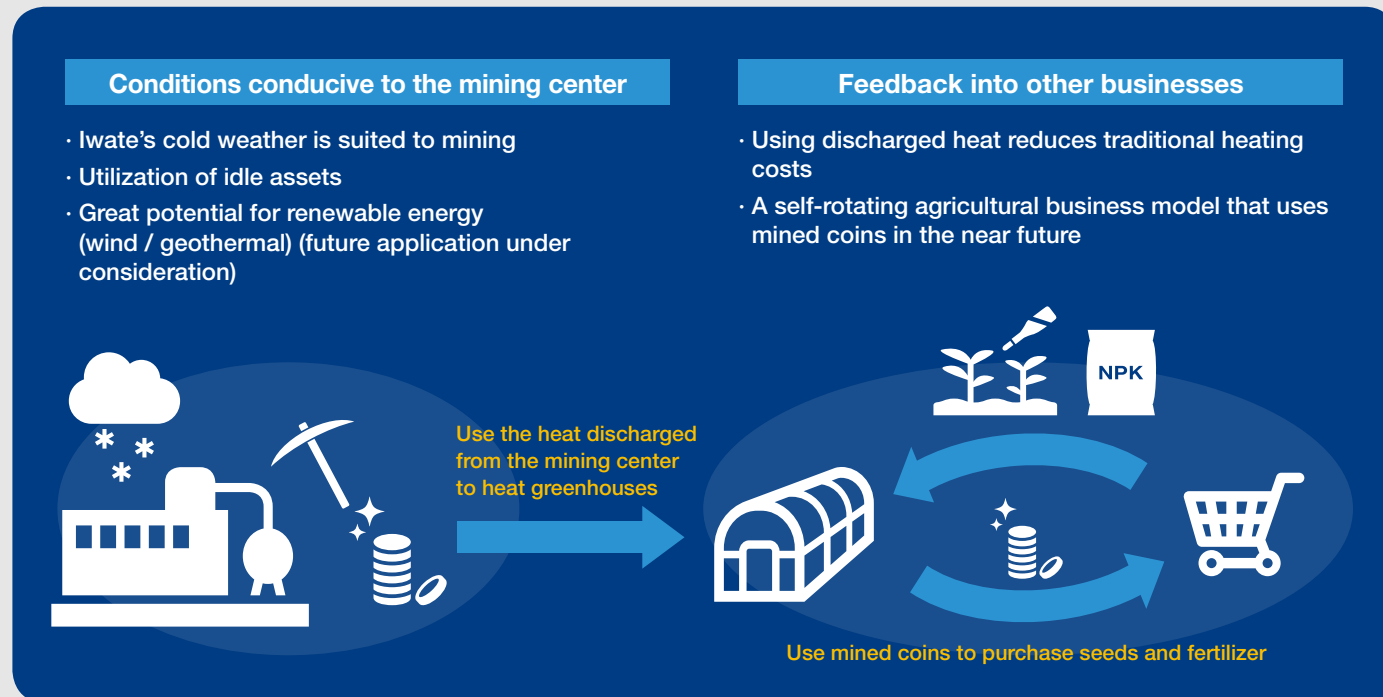 Conditions conducive to the mining center
· Iwate's cold weather is suited to mining
· Utilization of idle assets
· Great potential for renewable energy
(wind / geothermal) (future application under
consideration)
Feedback into other businesses
· Using discharged heat reduces traditional heating
costs
· A self-rotating agricultural business model that uses
mined coins in the near future
Use the heat discharged
from the mining center
to heat greenhouses
NPK
Use mined coins to purchase seeds and fertilizer